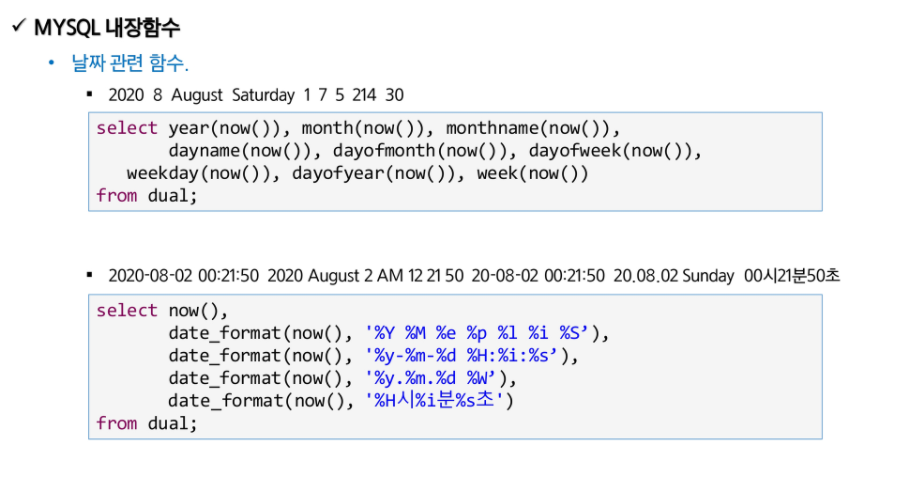 ✓ MYSQL 내장함수
• 날짜 관련 함수.
▪ 2020 8 August Saturday 1 7 5 214 30
select year(now()), month(now()), monthname(now()),
dayname(now()), dayofmonth(now()), dayofweek(now()),
weekday(now()), dayofyear(now()), week(now())
from dual;
▪ 2020-08-02 00:21:50 2020 August 2 AM 12 21 50 20-08-02 00:21:50 20.08.02 Sunday 00시21분50초
select now(),
date_format(now(), '%Y %M %e %p %l %i %S’),
date_format(now(), '%y-%m-%d %H:%i:%s’),
date_format(now(), '%y.%m.%d %W’),
date_format(now(), '%H시%i분%s초')
from dual;